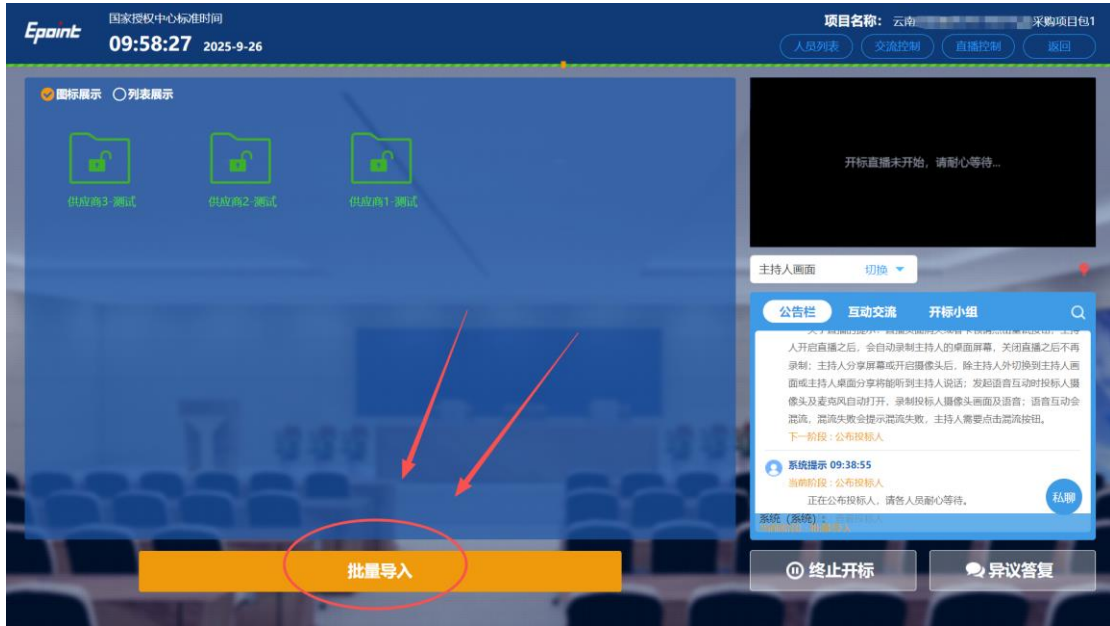 Epoint
国家授权中心标准时间
09:58:27 2025-9-26
项目名称： 云南 采购项目包1
人员列表 交流控制 直播控制 返回
图标展示 列表展示
供应商3-测试 供应商2-测试 供应商1-测试
开标直播未开始，请耐心等待...
主持人画面 切换
公告栏 互动交流 开标小组
人开启直播之后，会自动录制主持人的桌面屏幕，关闭直播之后不再
录制；主持人分享屏幕或开启摄像头后，除主持人外切换到主持人画
面或主持人桌面分享将能听到主持人说话；发起语音互动时投标人摄
像头及麦克风自动打开，录制投标人摄像头画面及语音；语音互动会
混流，混流失败会提示混流失败，主持人需要点击混流按钮。
下一阶段：公布投标人
系统提示 09:38:55
当前阶段：公布投标人
正在公布投标人，请各人员耐心等待。
私聊
系统（系统）：
批量导入
终止开标 异议答复